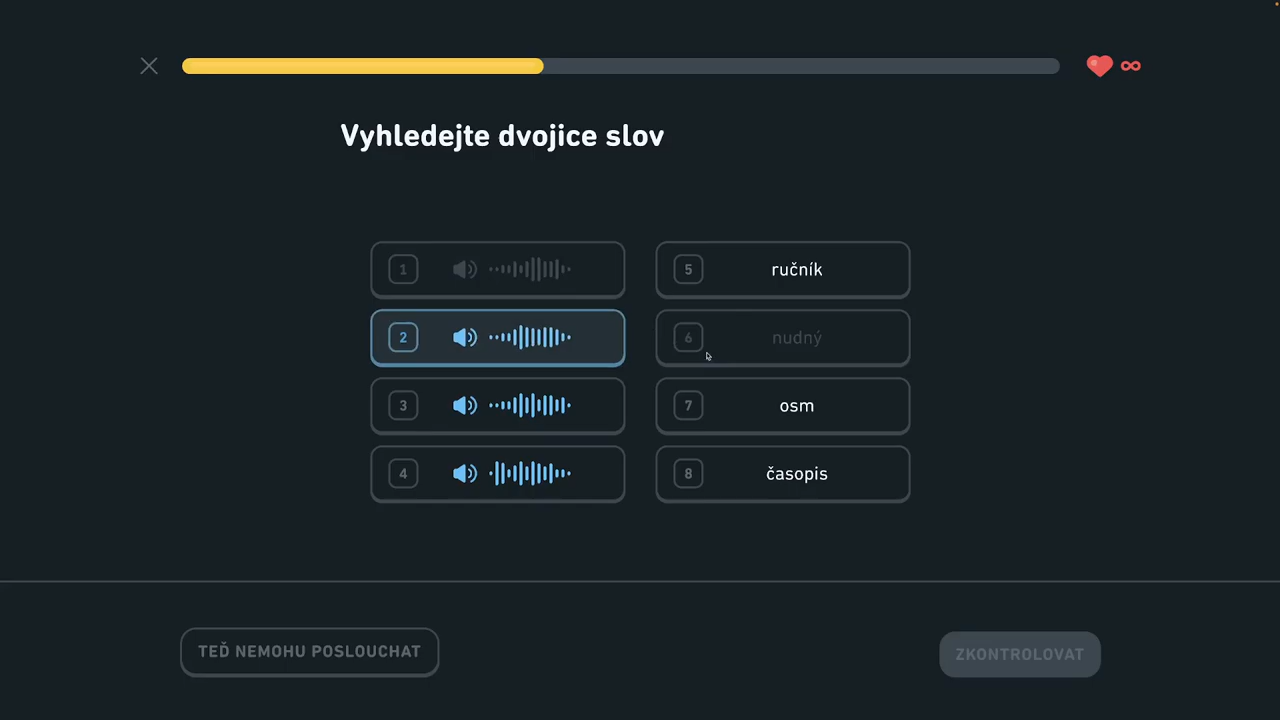 ∞
Vyhledejte dvojice slov
1
5 ručník
2
6 nudný
3
7 osm
4
8 časopis
TEĎ NEMOHU POSLOUCHAT
ZKONTROLOVAT